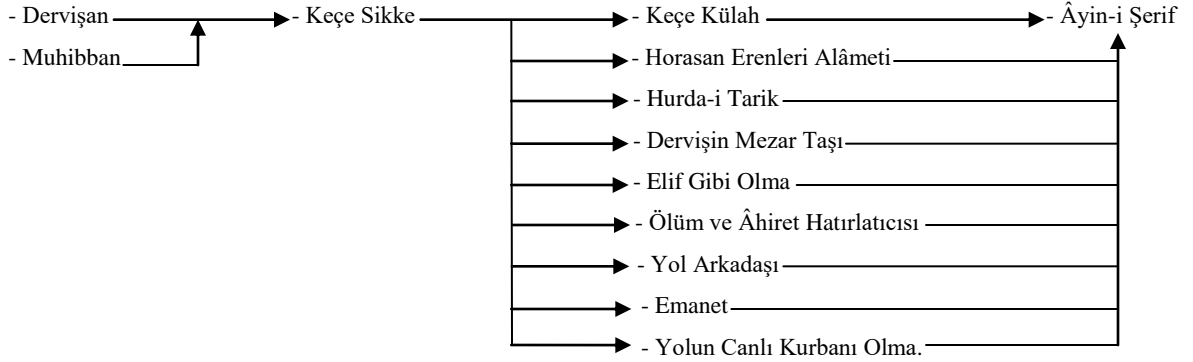 - Dervişan - Keçe Sikke - Keçe Külah - Âyin-i Şerif
- Muhibban - Horasan Erenleri Alâmeti
- Hurda-i Tarik
- Dervişin Mezar Taşı
- Elif Gibi Olma
- Ölüm ve Âhiret Hatırlatıcısı
- Yol Arkadaşı
- Emanet
- Yolun Canlı Kurbanı Olma.